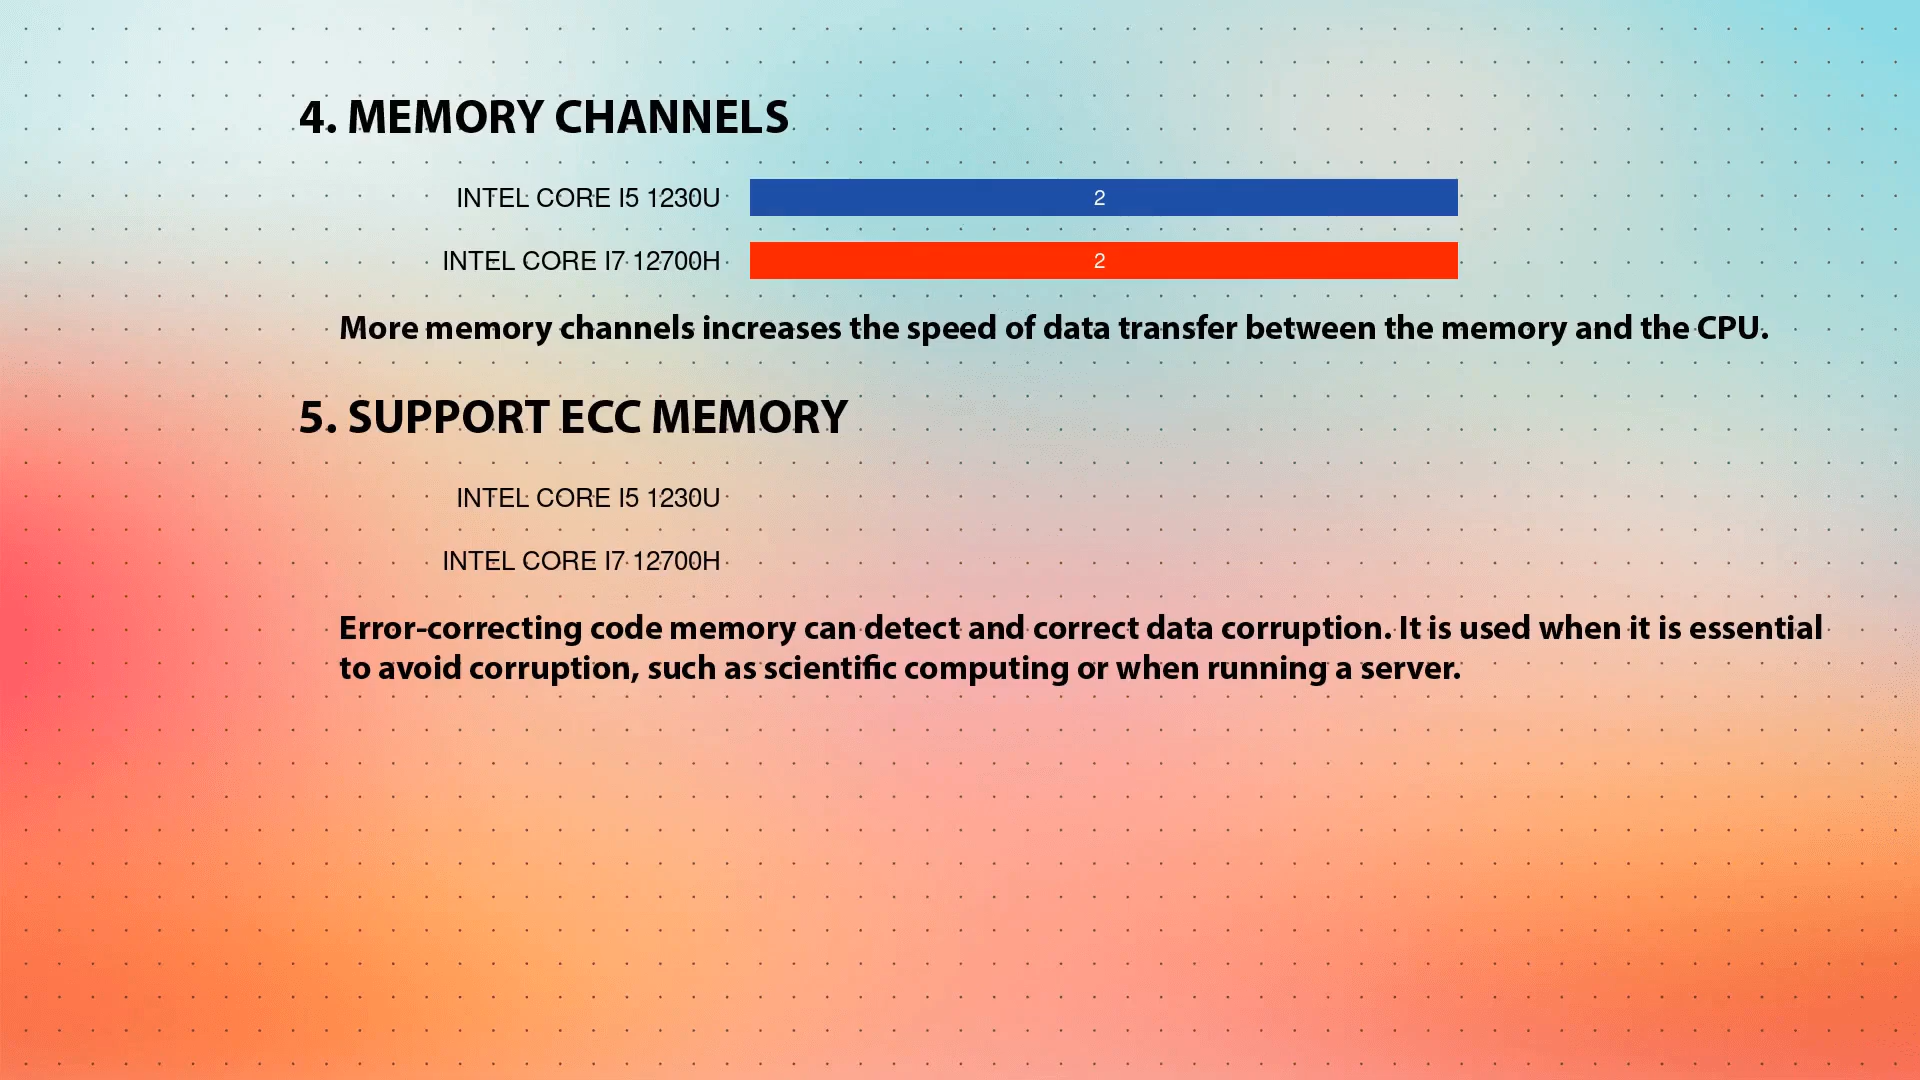 4. MEMORY CHANNELS
INTEL CORE I5 1230U
2
INTEL CORE I7 12700H
2
More memory channels increases the speed of data transfer between the memory and the CPU.
5. SUPPORT ECC MEMORY
INTEL CORE I5 1230U
INTEL CORE I7 12700H
Error-correcting code memory can detect and correct data corruption. It is used when it is essential
to avoid corruption, such as scientific computing or when running a server.